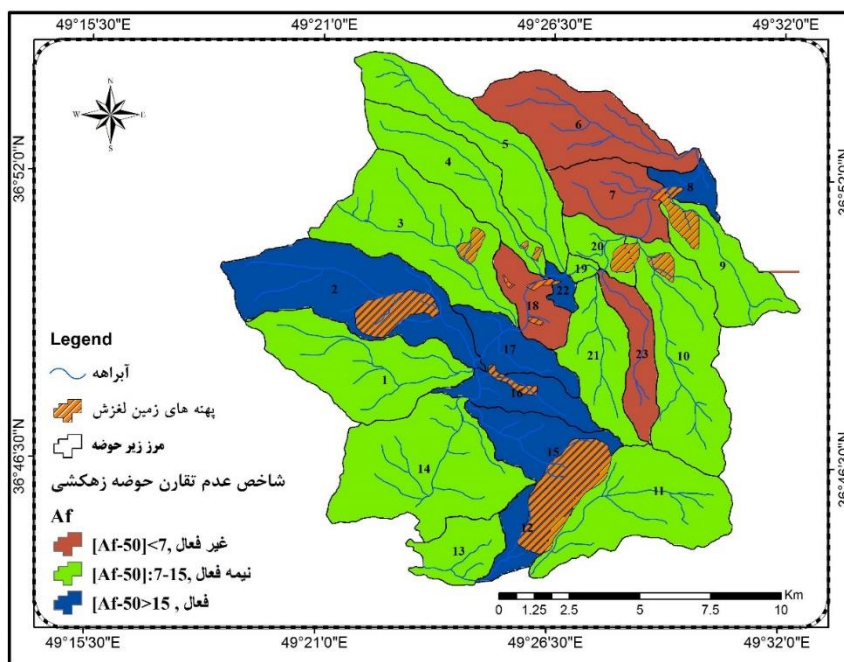 49°15'30"E 49°21'0"E 49°26'30"E 49°32'0"E
N
W E
S
36°52'0"N 36°52'0"N
6
5
4
7
8
3
20
9
19
2
22
18
17
21
23
10
1
16
15
14
11
12
13
36°46'30"N 36°46'30"N
Legend
آبراهه
پهنه های زمین لغزش
مرز زیر حوضه
شاخص عدم تقارن حوضه زهکشی
Af
[Af-50]<7, غیر فعال
[Af-50]:7-15, نیمه فعال
[Af-50>15 , فعال
Km
0 1.25 2.5 5 7.5 10
49°15'30"E 49°21'0"E 49°26'30"E 49°32'0"E